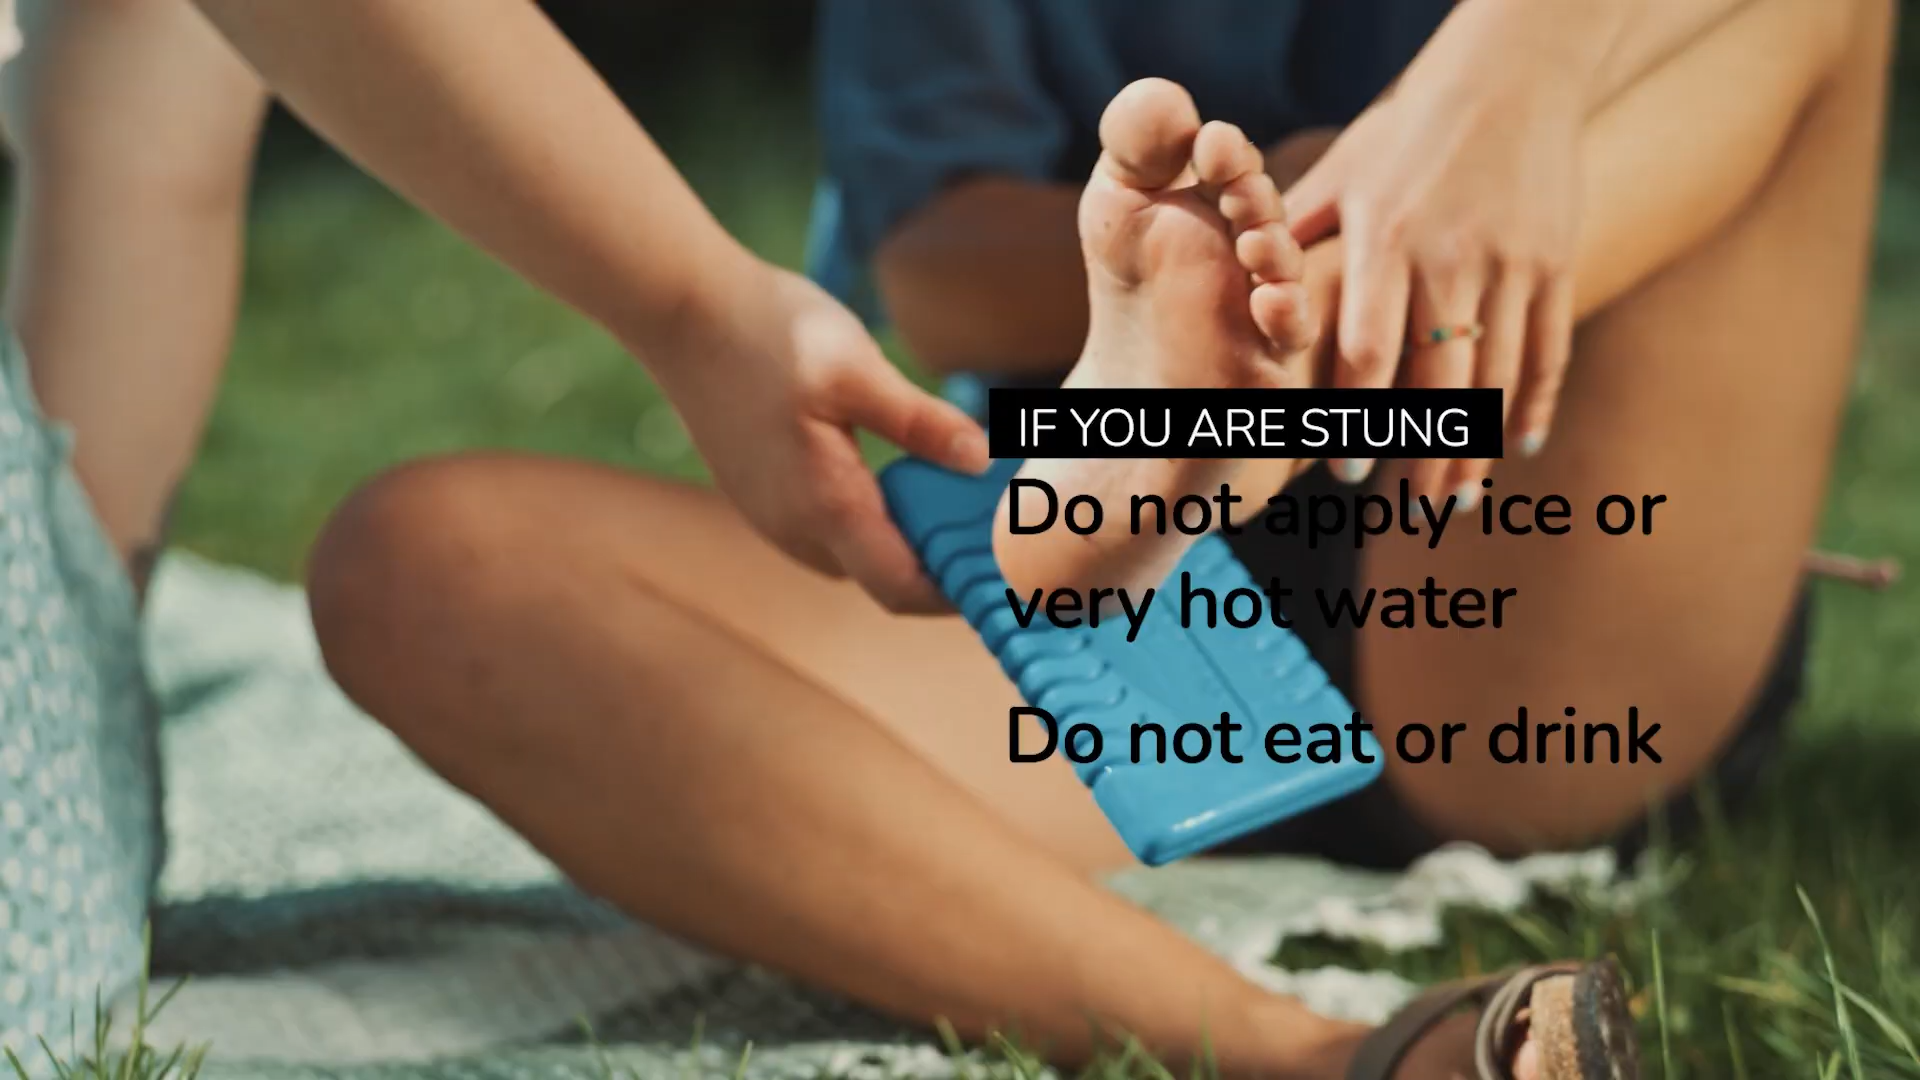 IF YOU ARE STUNG
Do not apply ice or
very hot water
Do not eat or drink